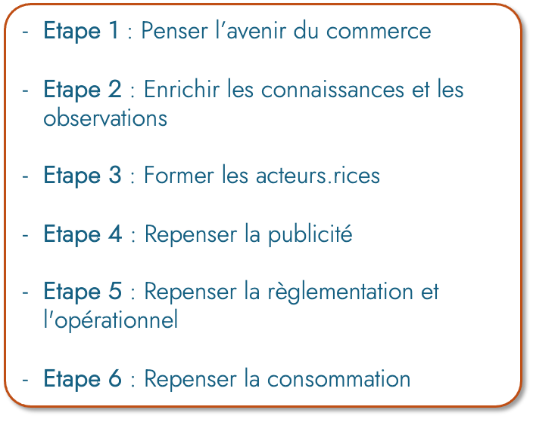 - Etape 1 : Penser l’avenir du commerce
- Etape 2 : Enrichir les connaissances et les
observations
- Etape 3 : Former les acteurs.rices
- Etape 4 : Repenser la publicité
- Etape 5 : Repenser la règlementation et
l'opérationnel
- Etape 6 : Repenser la consommation